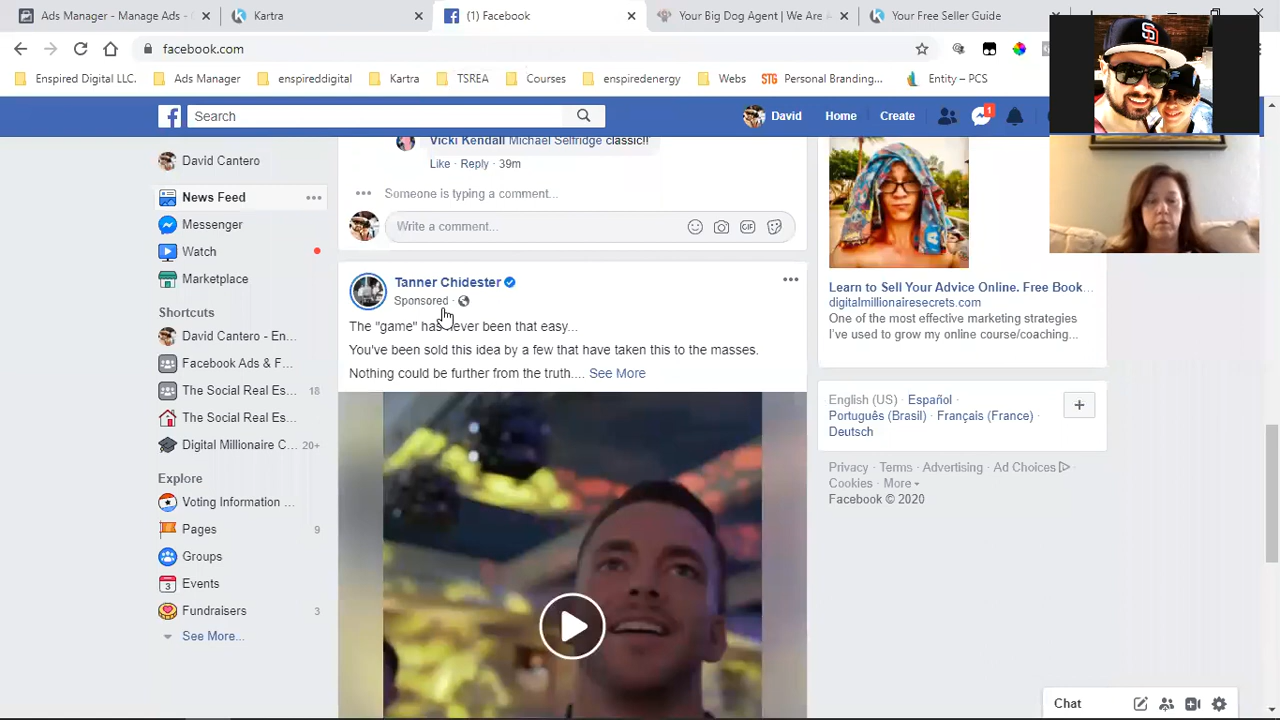 Ads Manager - Manage Ads -
Kartra
Facebook
Your Big Dog Agent | We Are
Your Free Seller Guide
facebook.com
Enspired Digital LLC.
Ads Manager
enspireddigital
KW
TSREA
Courses
enspiredenergy
Webs
STG Personal Branding...
Entity – PCS
Search
David
Home
Create
1
David Cantero
News Feed
Messenger
Watch
Marketplace
Shortcuts
David Cantero - En...
Facebook Ads & F...
The Social Real Es... 18
The Social Real Es...
Digital Millionaire C... 20+
Explore
Voting Information ...
Pages 9
Groups
Events
Fundraisers 3
See More...
Vicki Kendall Michael Selfridge classic!!
Like · Reply · 39m
Someone is typing a comment...
Write a comment...
GIF
Tanner Chidester
Sponsored ·
The "game" has never been that easy...
You've been sold this idea by a few that have taken this to the masses.
Nothing could be further from the truth.... See More
Learn to Sell Your Advice Online. Free Book...
digitalmillionairesecrets.com
One of the most effective marketing strategies
I've used to grow my online course/coaching...
English (US) · Español ·
Português (Brasil) · Français (France) ·
Deutsch
Privacy · Terms · Advertising · Ad Choices ·
Cookies · More
Facebook © 2020
Chat